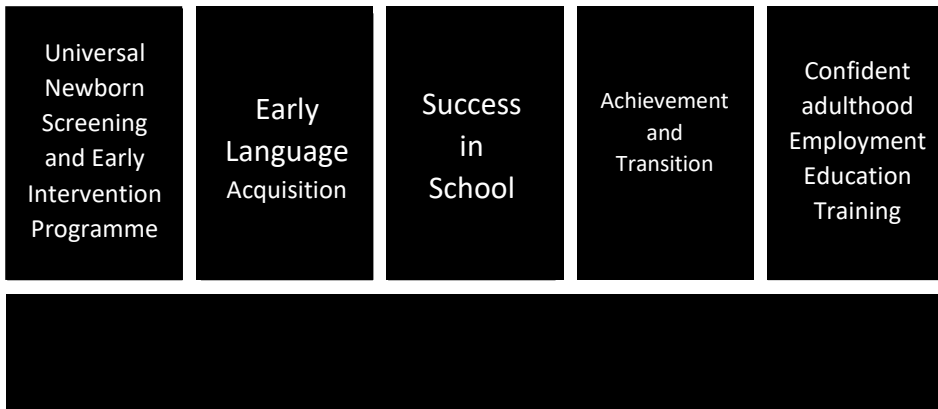 Universal
Newborn
Screening
and Early
Intervention
Programme
Early
Language
Acquisition
Success
in
School
Achievement
and
Transition
Confident
adulthood
Employment
Education
Training